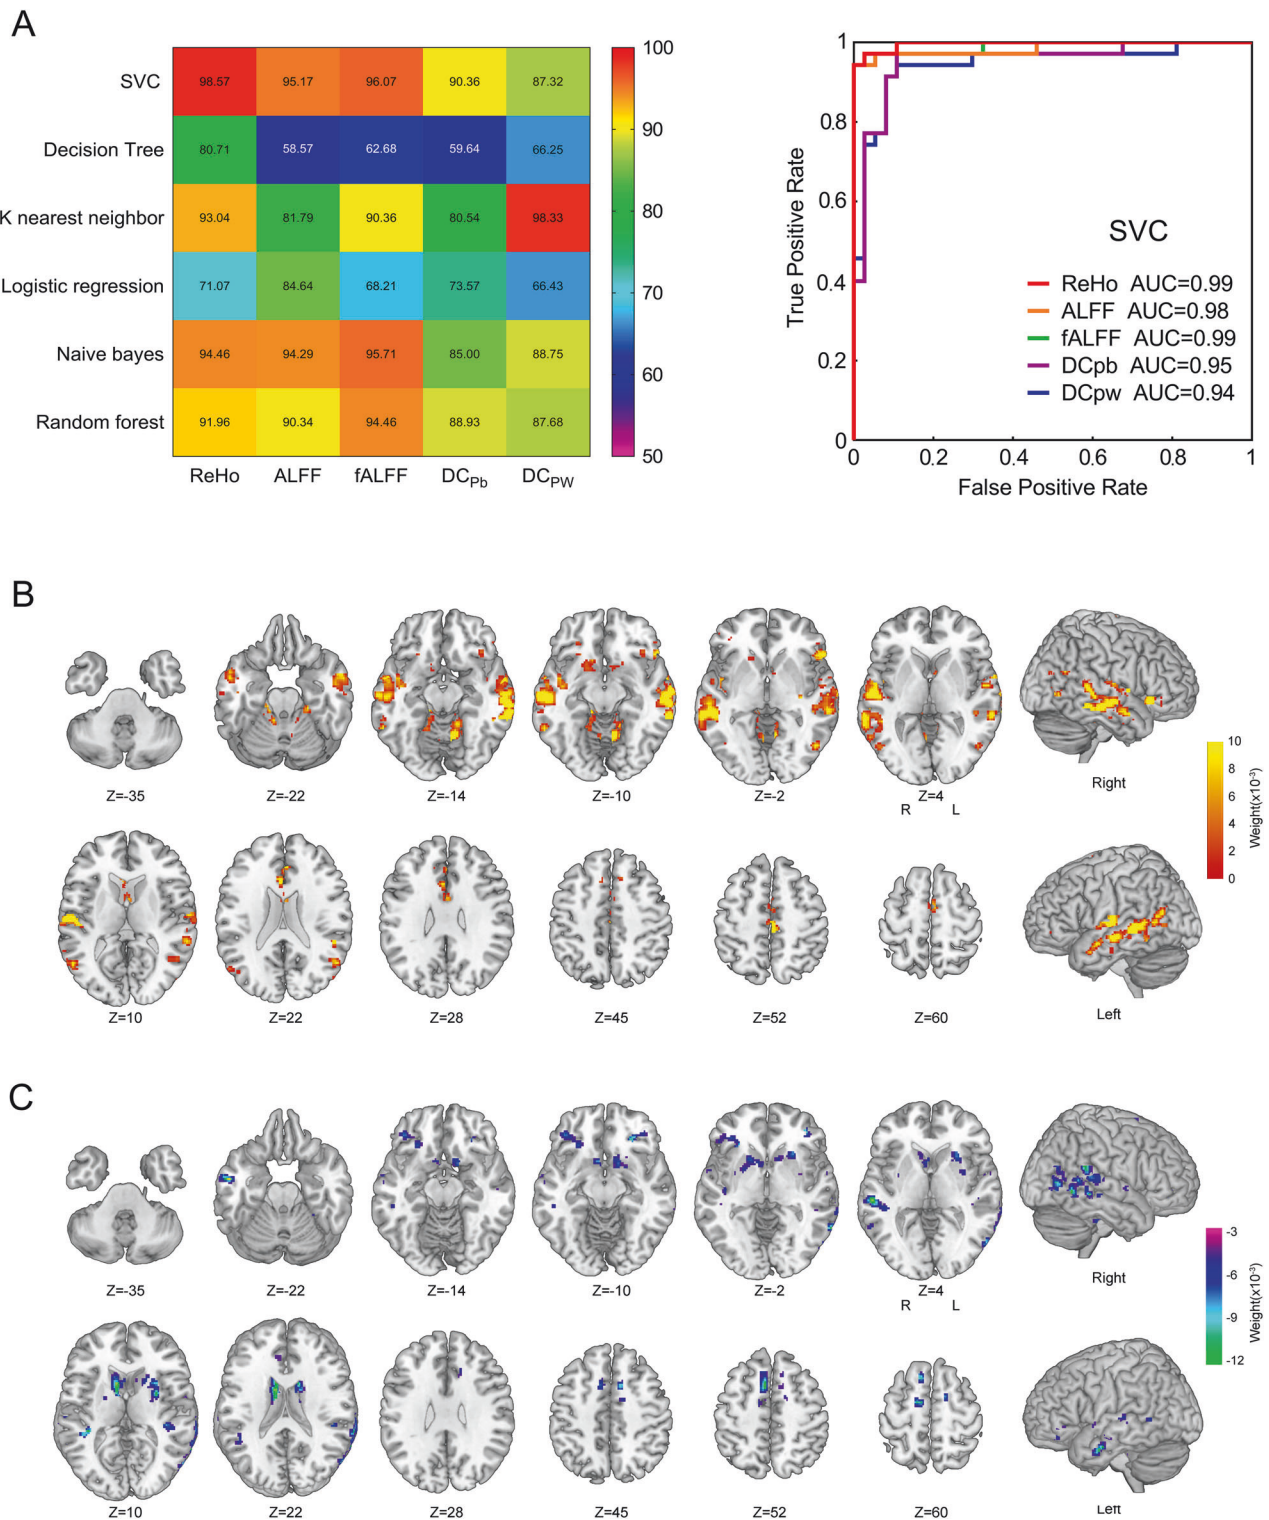 A
SVC
98.57 95.17 96.07 90.36 87.32
Decision Tree
80.71 58.57 62.68 59.64 66.25
K nearest neighbor
93.04 81.79 90.36 80.54 98.33
Logistic regression
71.07 84.64 68.21 73.57 66.43
Naive bayes
94.46 94.29 95.71 85.00 88.75
Random forest
91.96 90.34 94.46 88.93 87.68
ReHo ALFF fALFF DCPb DCPW
100
90
80
70
60
50
1
0.8
0.6
0.4
0.2
0
0 0.2 0.4 0.6 0.8 1
True Positive Rate
False Positive Rate
SVC
ReHo AUC=0.99
ALFF AUC=0.98
fALFF AUC=0.99
DCpb AUC=0.95
DCpw AUC=0.94
B
Z=-35 Z=-22 Z=-14 Z=-10 Z=-2 Z=4 Right
R L
10
8
6
4
2
0
Weight(x10-3)
Z=10 Z=22 Z=28 Z=45 Z=52 Z=60 Left
C
Z=-35 Z=-22 Z=-14 Z=-10 Z=-2 Z=4 Right
R L
-3
-6
-9
-12
Weight(x10-3)
Z=10 Z=22 Z=28 Z=45 Z=52 Z=60 Left